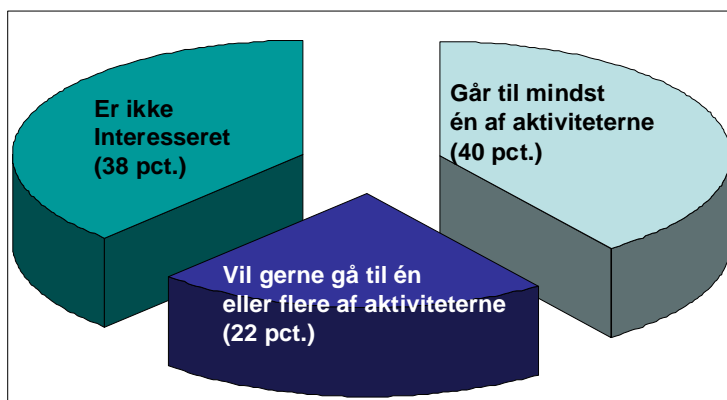 Er ikke
Interesseret
(38 pct.)
Går til mindst
én af aktiviteterne
(40 pct.)
Vil gerne gå til én
eller flere af aktiviteterne
(22 pct.)